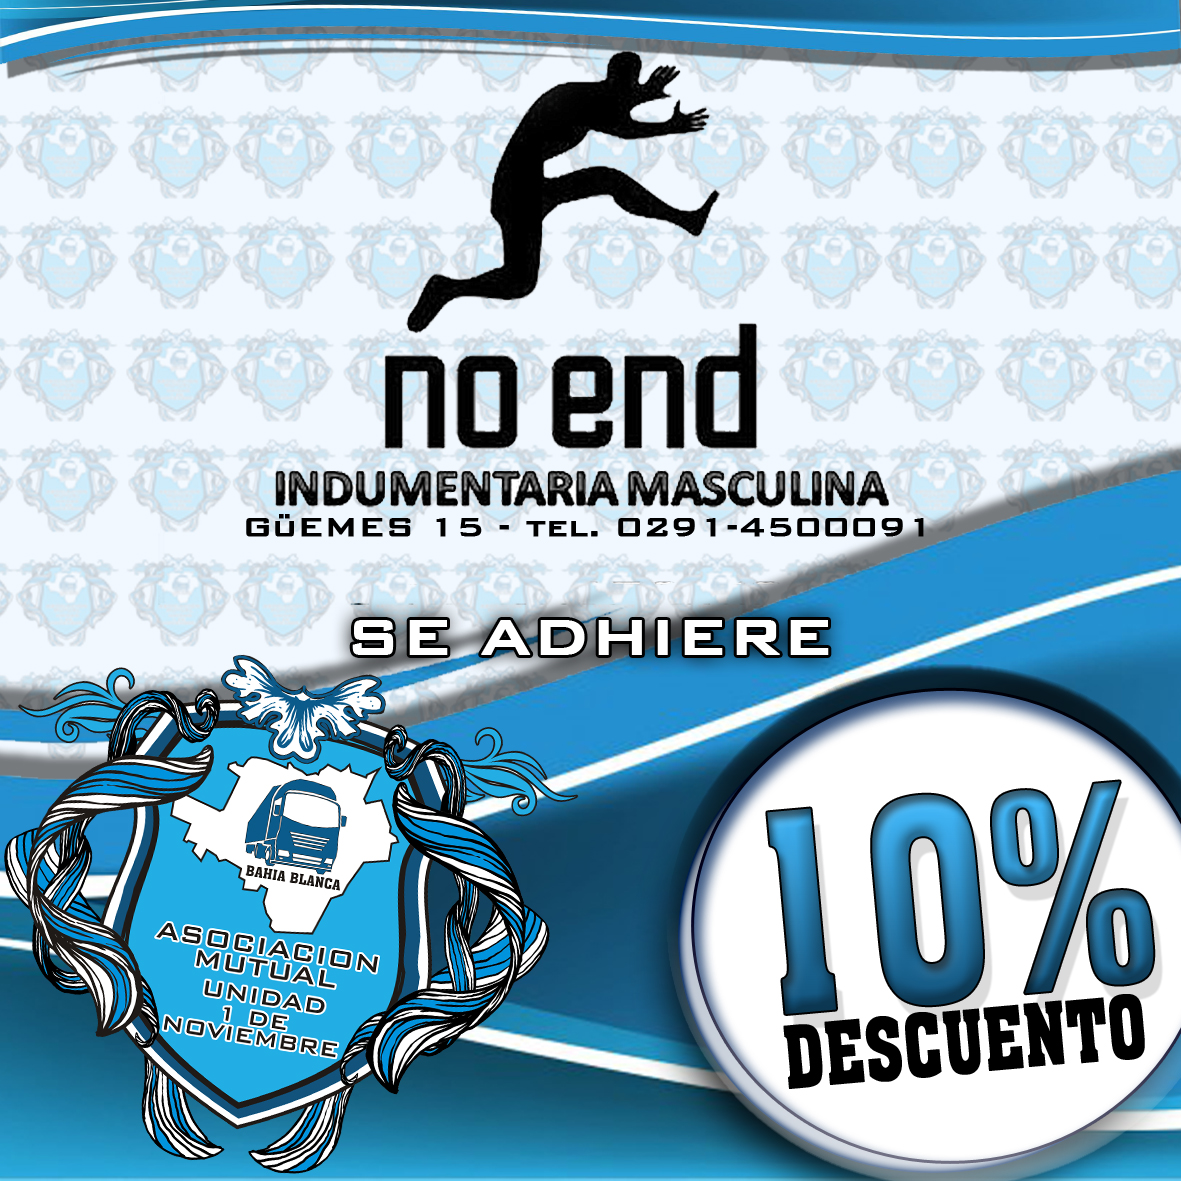 no end
INDUMENTARIA MASCULINA
GÜEMES 15 - TEL. 0291-4500091
SE ADHIERE
BAHIA BLANCA
ASOCIACION
MUTUAL
UNIDAD
1 DE
NOVIEMBRE
10%
DESCUENTO